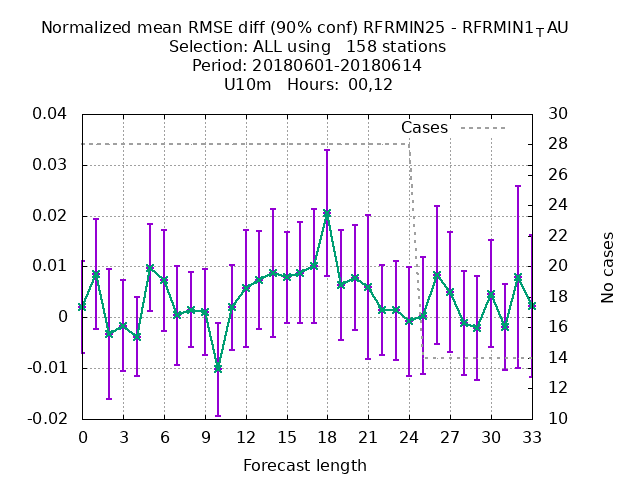 Normalized mean RMSE diff (90% conf) RFRMIN25 - RFRMIN1TAU
Selection: ALL using 158 stations
Period: 20180601-20180614
U10m Hours: 00,12
Cases
0.04
0.03
0.02
0.01
0
-0.01
-0.02
30
28
26
24
22
20
18
16
14
12
10
No cases
0 3 6 9 12 15 18 21 24 27 30 33
Forecast length